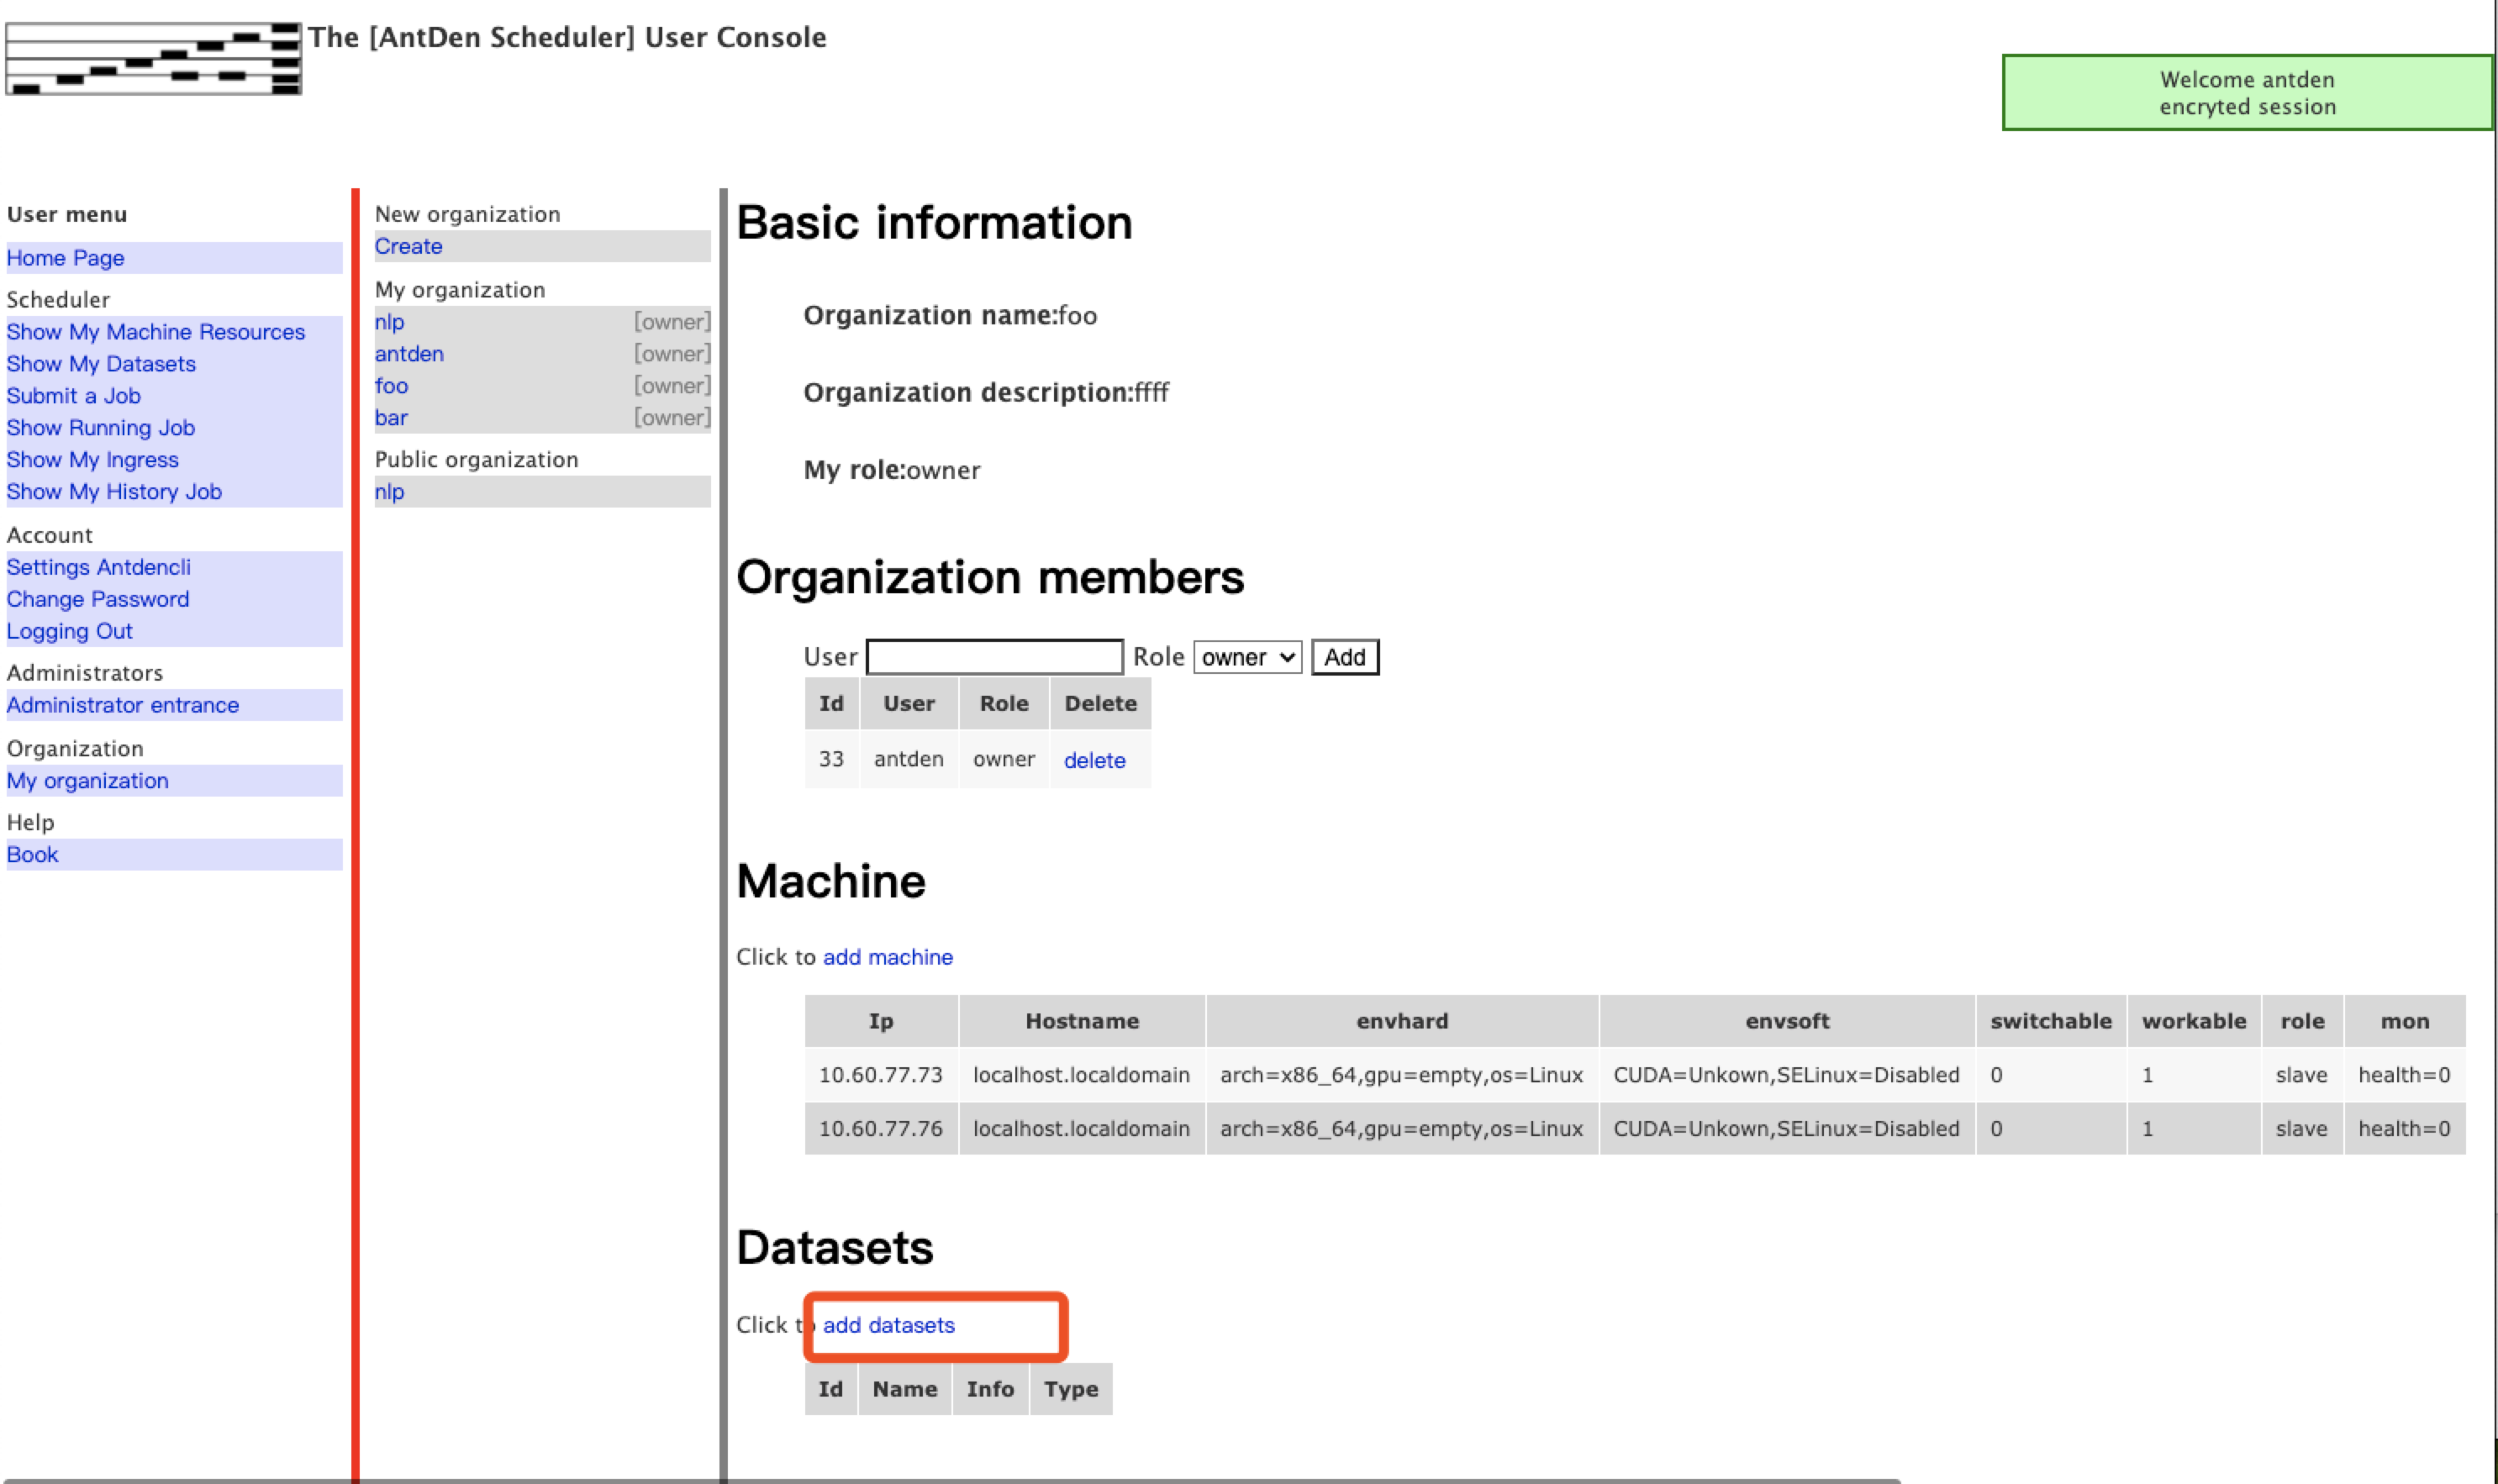 The [AntDen Scheduler] User Console
Welcome antden
encryted session
User menu
Home Page
Scheduler
Show My Machine Resources
Show My Datasets
Submit a Job
Show Running Job
Show My Ingress
Show My History Job
Account
Settings Antdencli
Change Password
Logging Out
Administrators
Administrator entrance
Organization
My organization
Help
Book
New organization
Create
My organization
nlp [owner]
antden [owner]
foo [owner]
bar [owner]
Public organization
nlp
Basic information
Organization name:foo
Organization description:ffff
My role:owner
Organization members
User Role owner Add
Id User Role Delete
33 antden owner delete
Machine
Click to add machine
Ip Hostname envhard envsoft switchable workable role mon
10.60.77.73 localhost.localdomain arch=x86_64,gpu=empty,os=Linux CUDA=Unkown,SELinux=Disabled 0 1 slave health=0
10.60.77.76 localhost.localdomain arch=x86_64,gpu=empty,os=Linux CUDA=Unkown,SELinux=Disabled 0 1 slave health=0
Datasets
Click to add datasets
Id Name Info Type